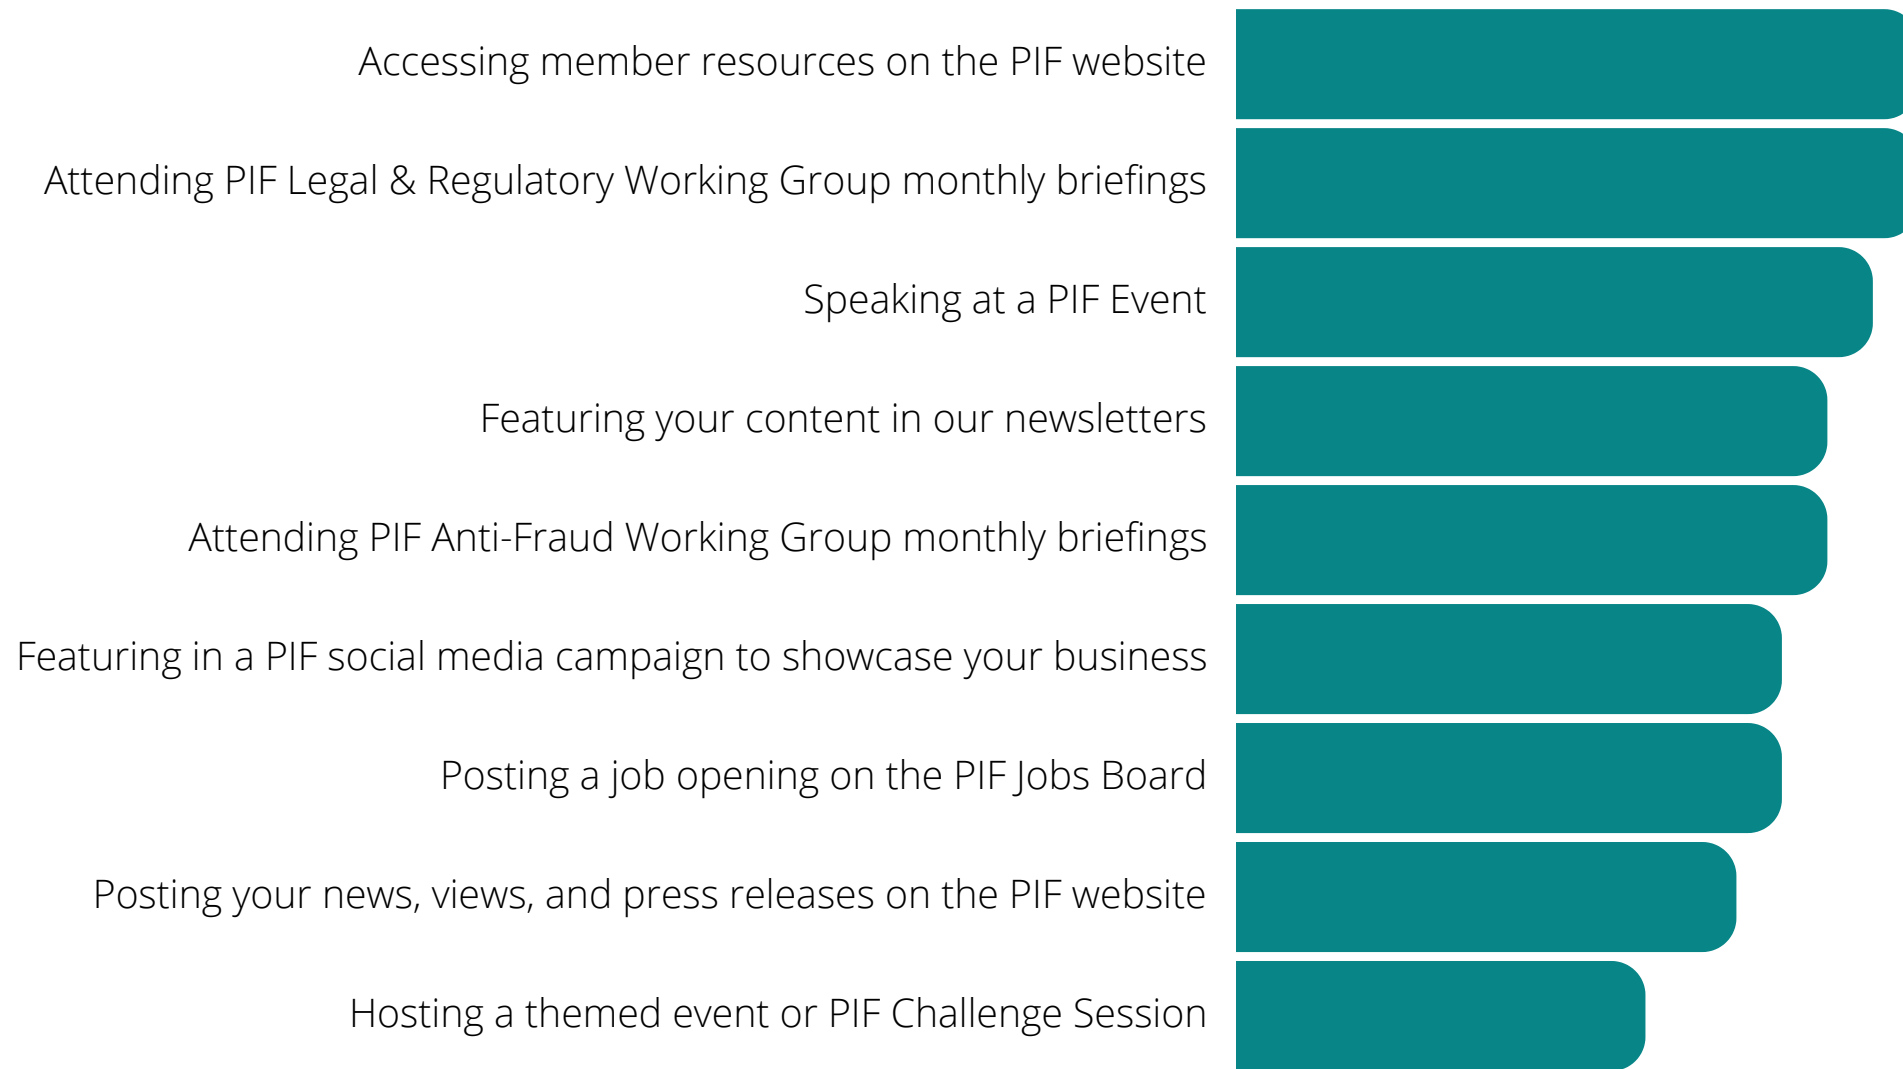 Accessing member resources on the PIF website
Attending PIF Legal & Regulatory Working Group monthly briefings
Speaking at a PIF Event
Featuring your content in our newsletters
Attending PIF Anti-Fraud Working Group monthly briefings
Featuring in a PIF social media campaign to showcase your business
Posting a job opening on the PIF Jobs Board
Posting your news, views, and press releases on the PIF website
Hosting a themed event or PIF Challenge Session